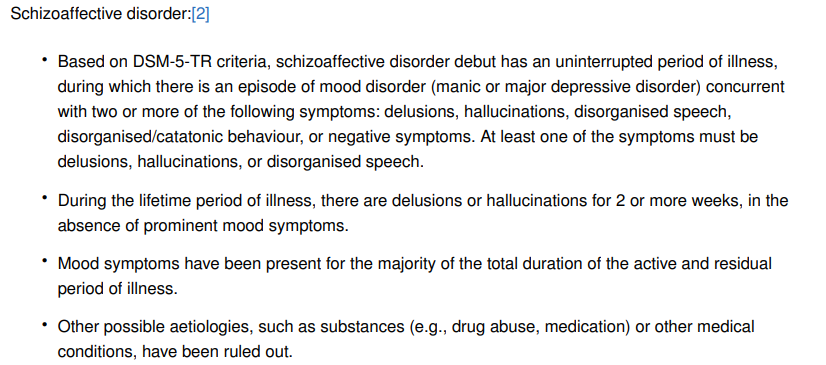 Schizoaffective disorder:[2]
• Based on DSM-5-TR criteria, schizoaffective disorder debut has an uninterrupted period of illness,
during which there is an episode of mood disorder (manic or major depressive disorder) concurrent
with two or more of the following symptoms: delusions, hallucinations, disorganised speech,
disorganised/catatonic behaviour, or negative symptoms. At least one of the symptoms must be
delusions, hallucinations, or disorganised speech.
• During the lifetime period of illness, there are delusions or hallucinations for 2 or more weeks, in the
absence of prominent mood symptoms.
• Mood symptoms have been present for the majority of the total duration of the active and residual
period of illness.
• Other possible aetiologies, such as substances (e.g., drug abuse, medication) or other medical
conditions, have been ruled out.